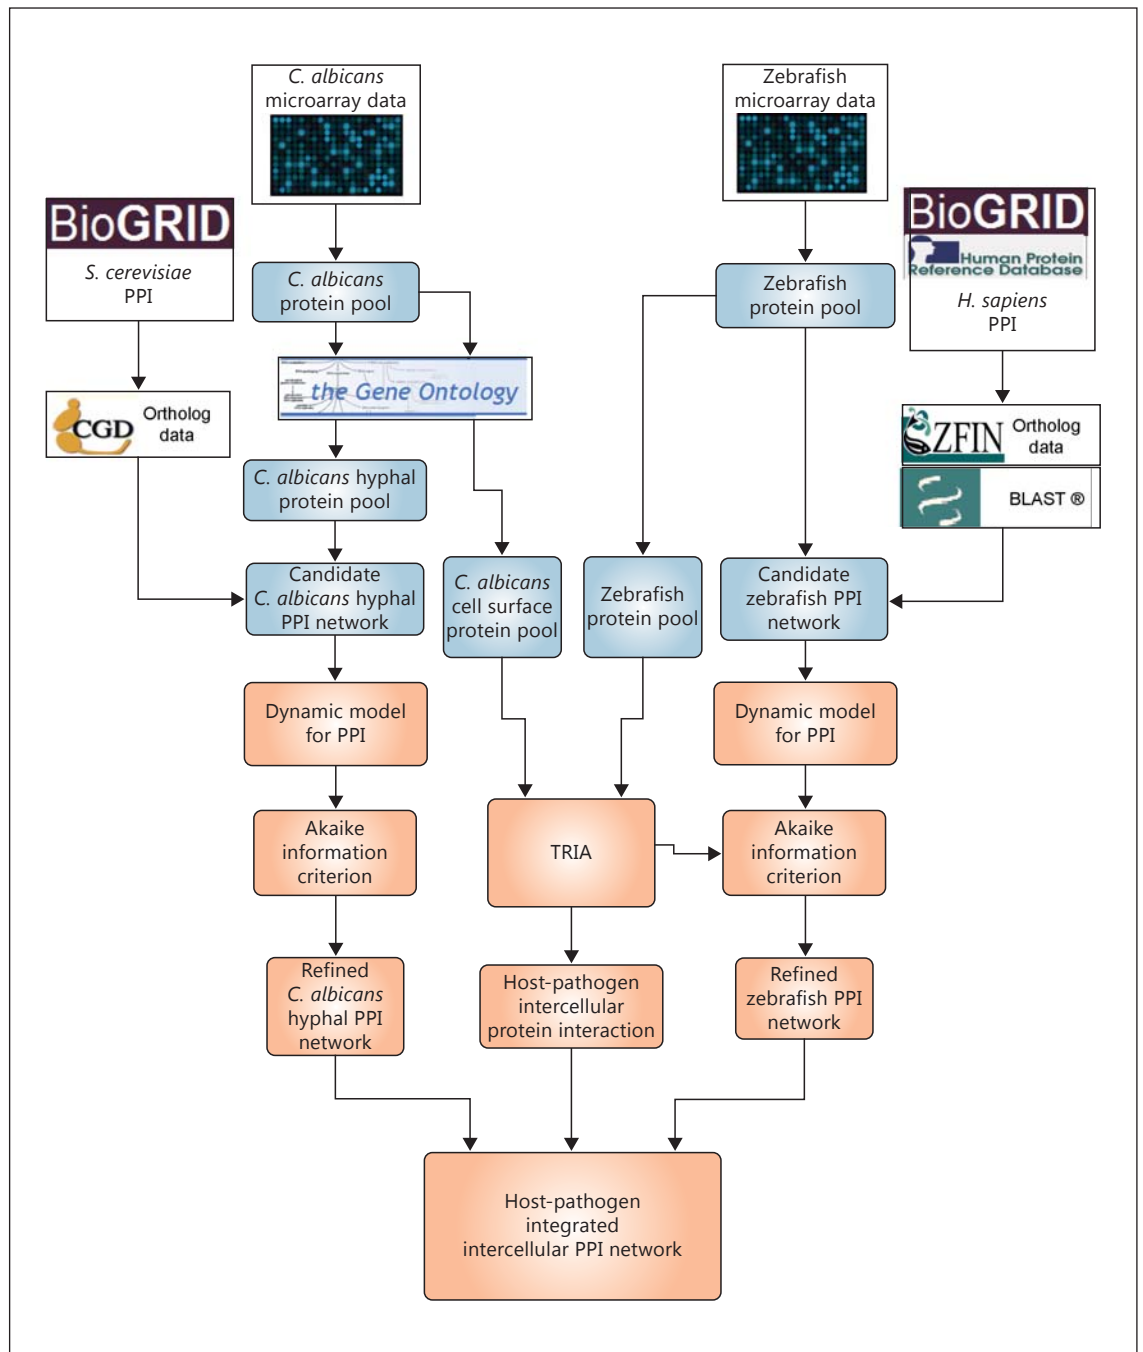 C. albicans
microarray data
Zebrafish
microarray data
BioGRID
S. cerevisiae
PPI
BioGRID
Human Protein
Reference Database
H. sapiens
PPI
C. albicans
protein pool
Zebrafish
protein pool
the Gene Ontology
CGD
Ortholog
data
ZFIN
Ortholog
data
BLAST ®
C. albicans hyphal
protein pool
Candidate
C. albicans hyphal
PPI network
C. albicans
cell surface
protein pool
Zebrafish
protein pool
Candidate
zebrafish PPI
network
Dynamic model
for PPI
Dynamic model
for PPI
Akaike
information
criterion
TRIA
Akaike
information
criterion
Refined
C. albicans
hyphal PPI
network
Host-pathogen
intercellular
protein interaction
Refined
zebrafish PPI
network
Host-pathogen
integrated
intercellular PPI network